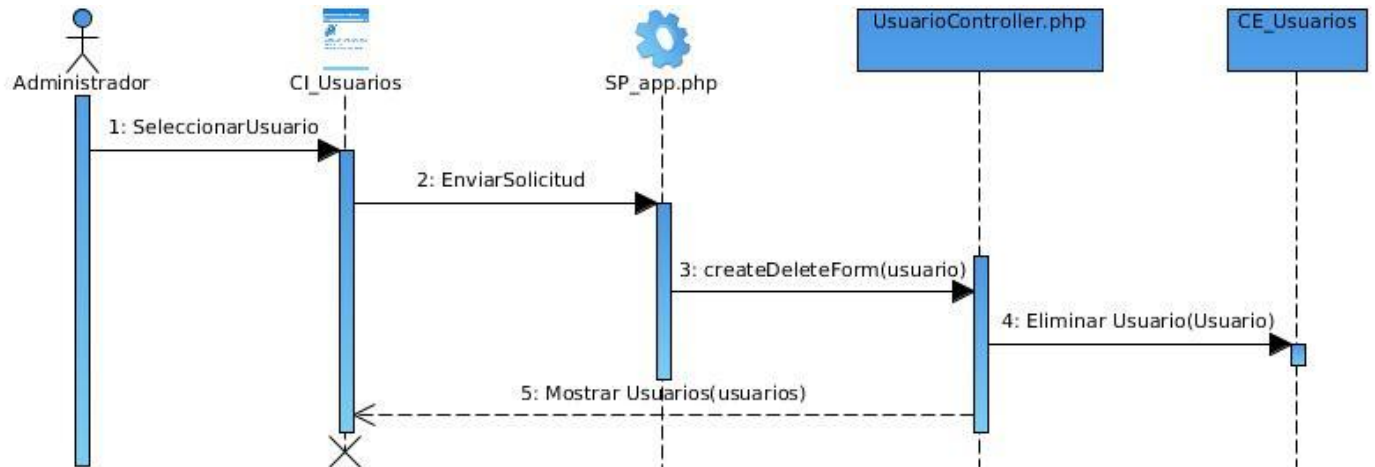 UsuarioController.php
CE_Usuarios
Administrador
CI_Usuarios
SP_app.php
1: SeleccionarUsuario
2: EnviarSolicitud
3: createDeleteForm(usuario)
4: Eliminar Usuario(Usuario)
5: Mostrar Usuarios(usuarios)